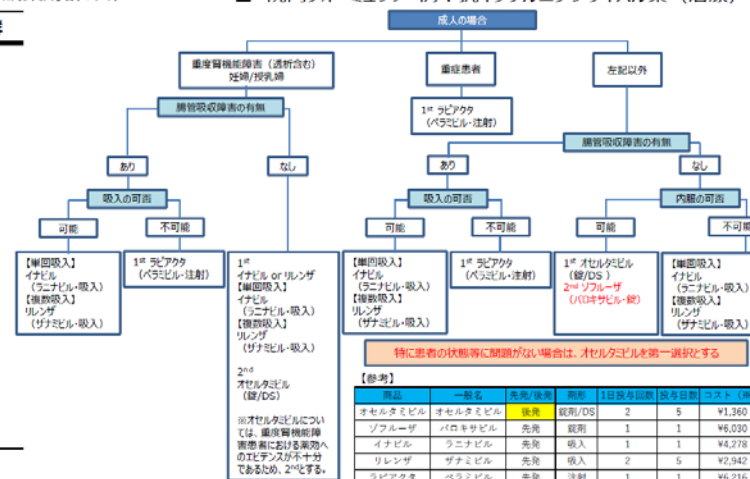 成人の場合
重度腎機能障害（透析含む）
妊婦/授乳婦
重症患者
左記以外
腸管吸収障害の有無
1st ラピアクタ
（ペラミビル・注射）
腸管吸収障害の有無
あり
なし
あり
なし
吸入の可否
吸入の可否
内服の可否
可能
不可能
可能
不可能
可能
【単回吸入】
イナビル
（ラニナビル・吸入）
【複数吸入】
リレンザ
（ザナミビル・吸入）
1st ラピアクタ
（ペラミビル・注射）
1st
イナビル or リレンザ
【単回吸入】
イナビル
（ラニナビル・吸入）
【複数吸入】
リレンザ
（ザナミビル・吸入）
2nd
オセルタミビル
（錠/DS）
※オセルタミビルについ
ては、重度腎機能障
害患者における薬効へ
のエビデンスが不十分
であるため、2ndとする。
【単回吸入】
イナビル
（ラニナビル・吸入）
【複数吸入】
リレンザ
（ザナミビル・吸入）
1st ラピアクタ
（ペラミビル・注射）
1st オセルタミビル
（錠/DS ）
2nd ゾフルーザ
（バロキサビル・錠）
【単回吸入】
イナビル
（ラニナビル・吸入）
【複数吸入】
リレンザ
（ザナミビル・吸入）
特に患者の状態等に問題がない場合は、オセルタミビルを第一選択とする
【参考】
商品 一般名 先発/後発 剤形 1日投与回数 投与日数 コスト
オセルタミビル オセルタミビル 後発 錠剤/DS 2 5 ¥1,360
ゾフルーザ バロキサビル 先発 錠剤 1 1 ¥6,030
イナビル ラニナビル 先発 吸入 1 1 ¥4,278
リレンザ ザナミビル 先発 吸入 2 5 ¥2,942
ラピアクタ ペラミビル 先発 注射 1 1 ¥6,216